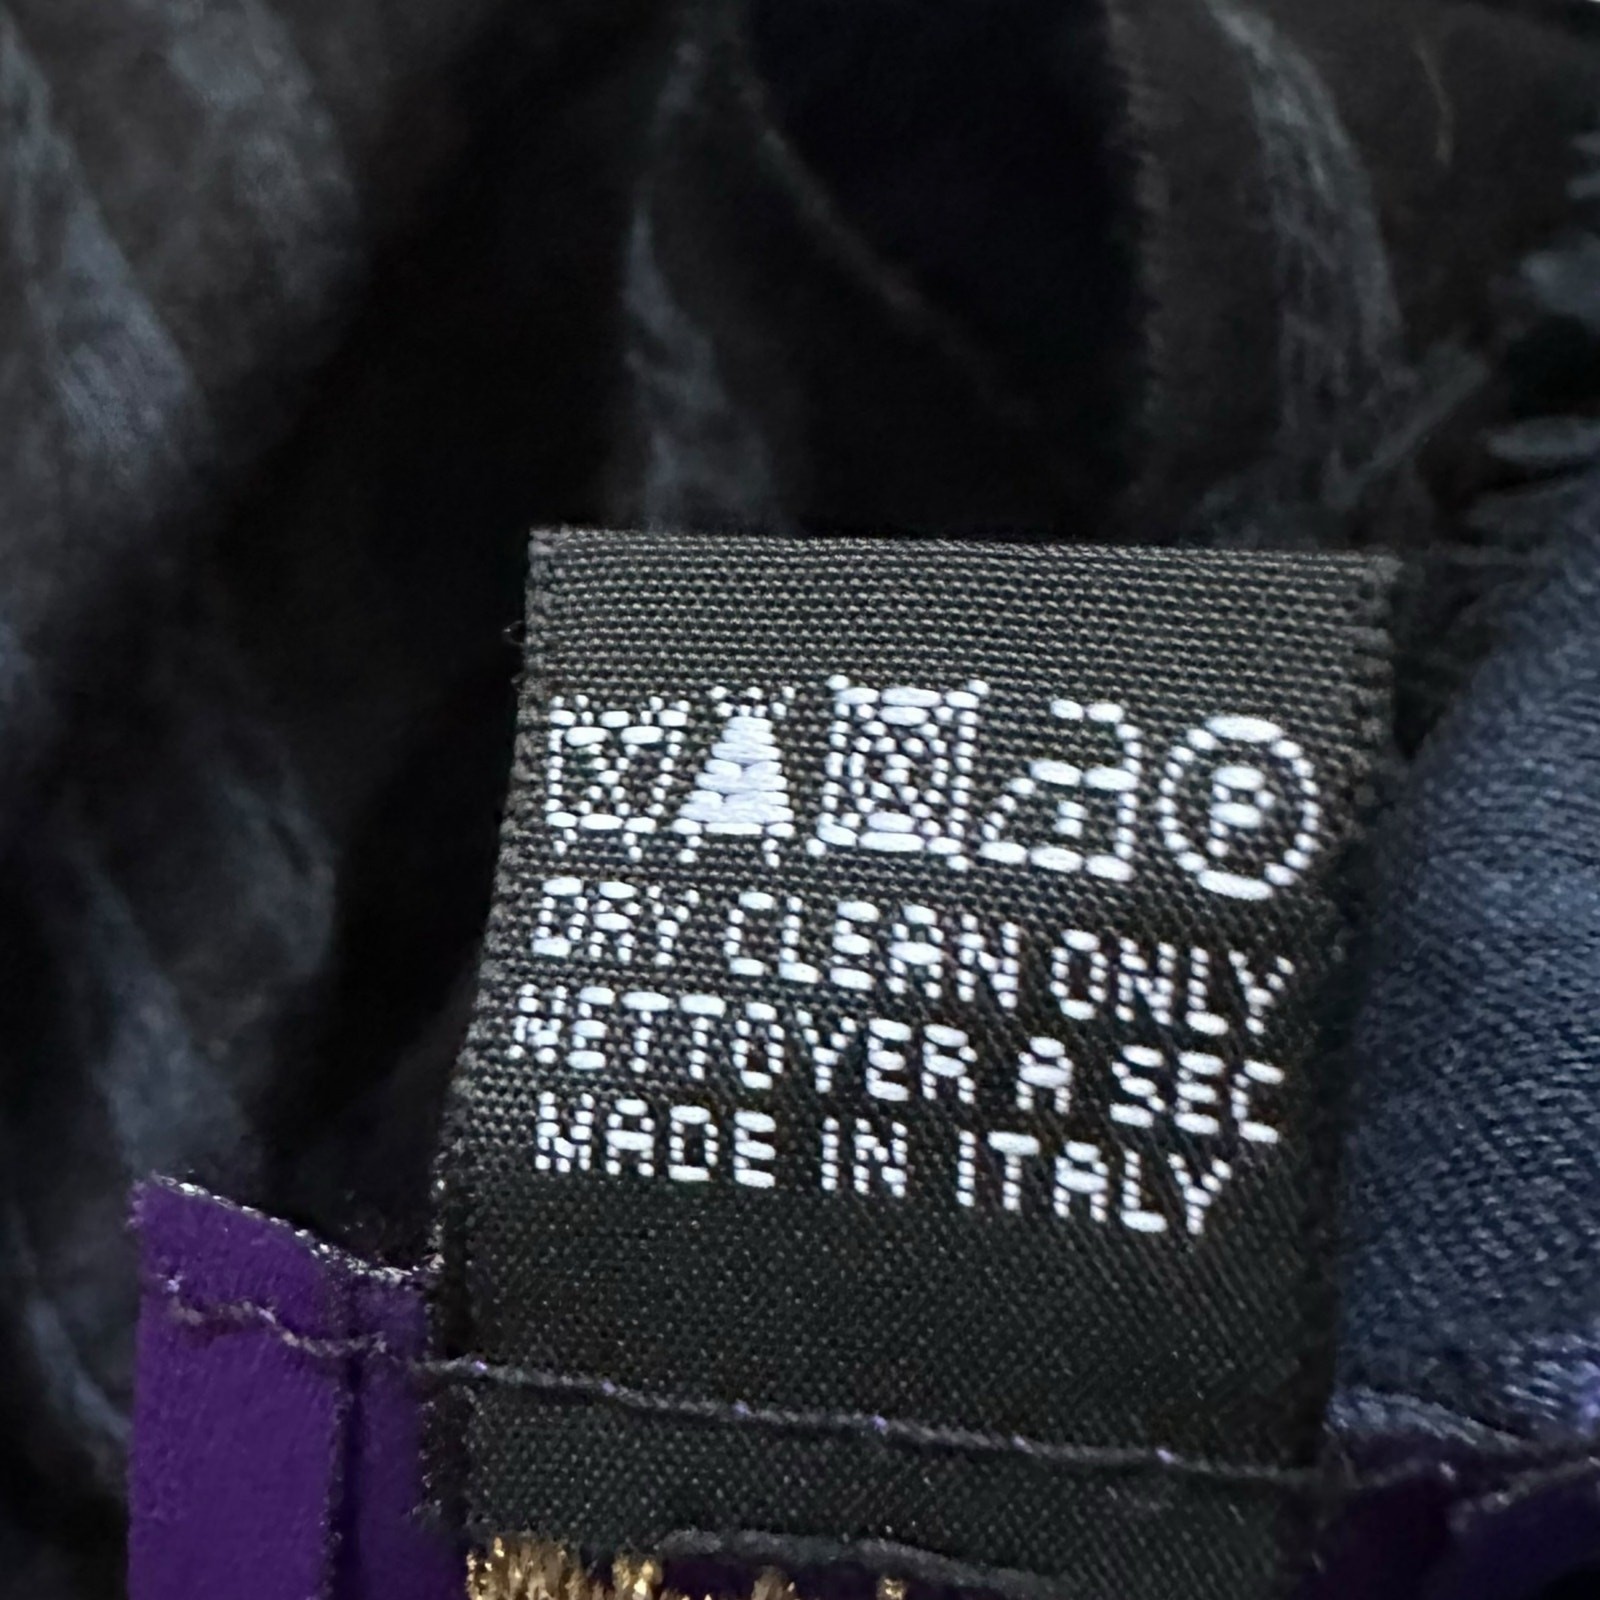 P
DRY CLEAN ONLY
NETTOYER A SEC
MADE IN ITALY